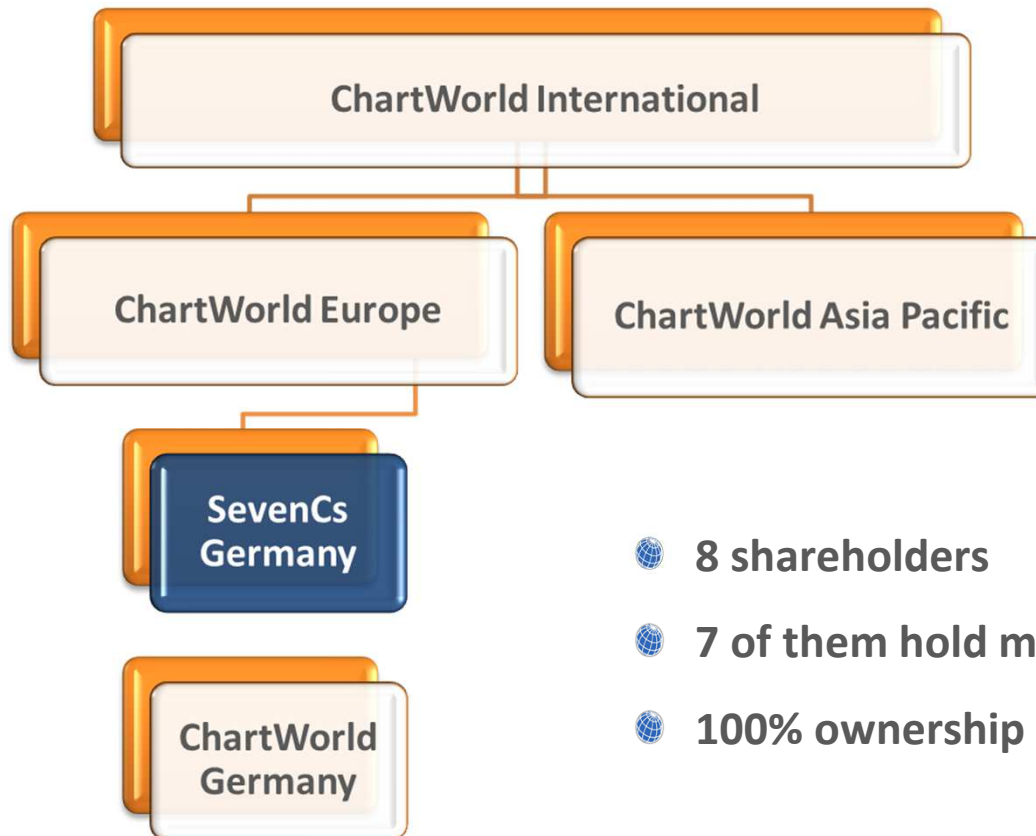 ChartWorld International
ChartWorld Europe
ChartWorld Asia Pacific
SevenCs
Germany
8 shareholders
7 of them hold
100% ownership
ChartWorld
Germany